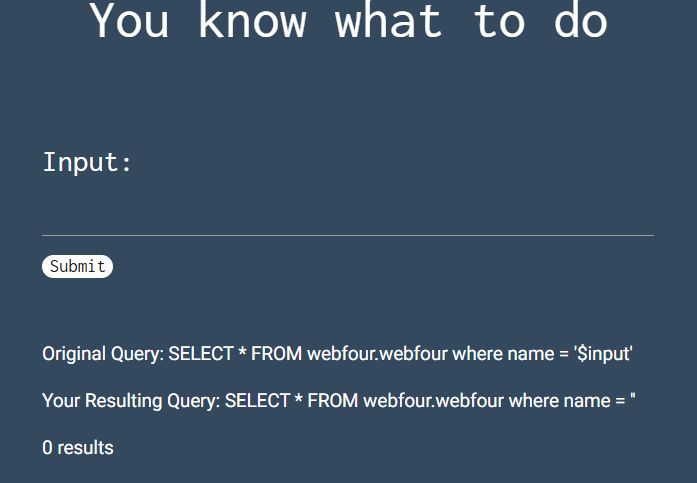 You know what to do
Input:
Submit
Original Query: SELECT * FROM webfour.webfour where name = '$input'
Your Resulting Query: SELECT * FROM webfour.webfour where name = ''
0 results